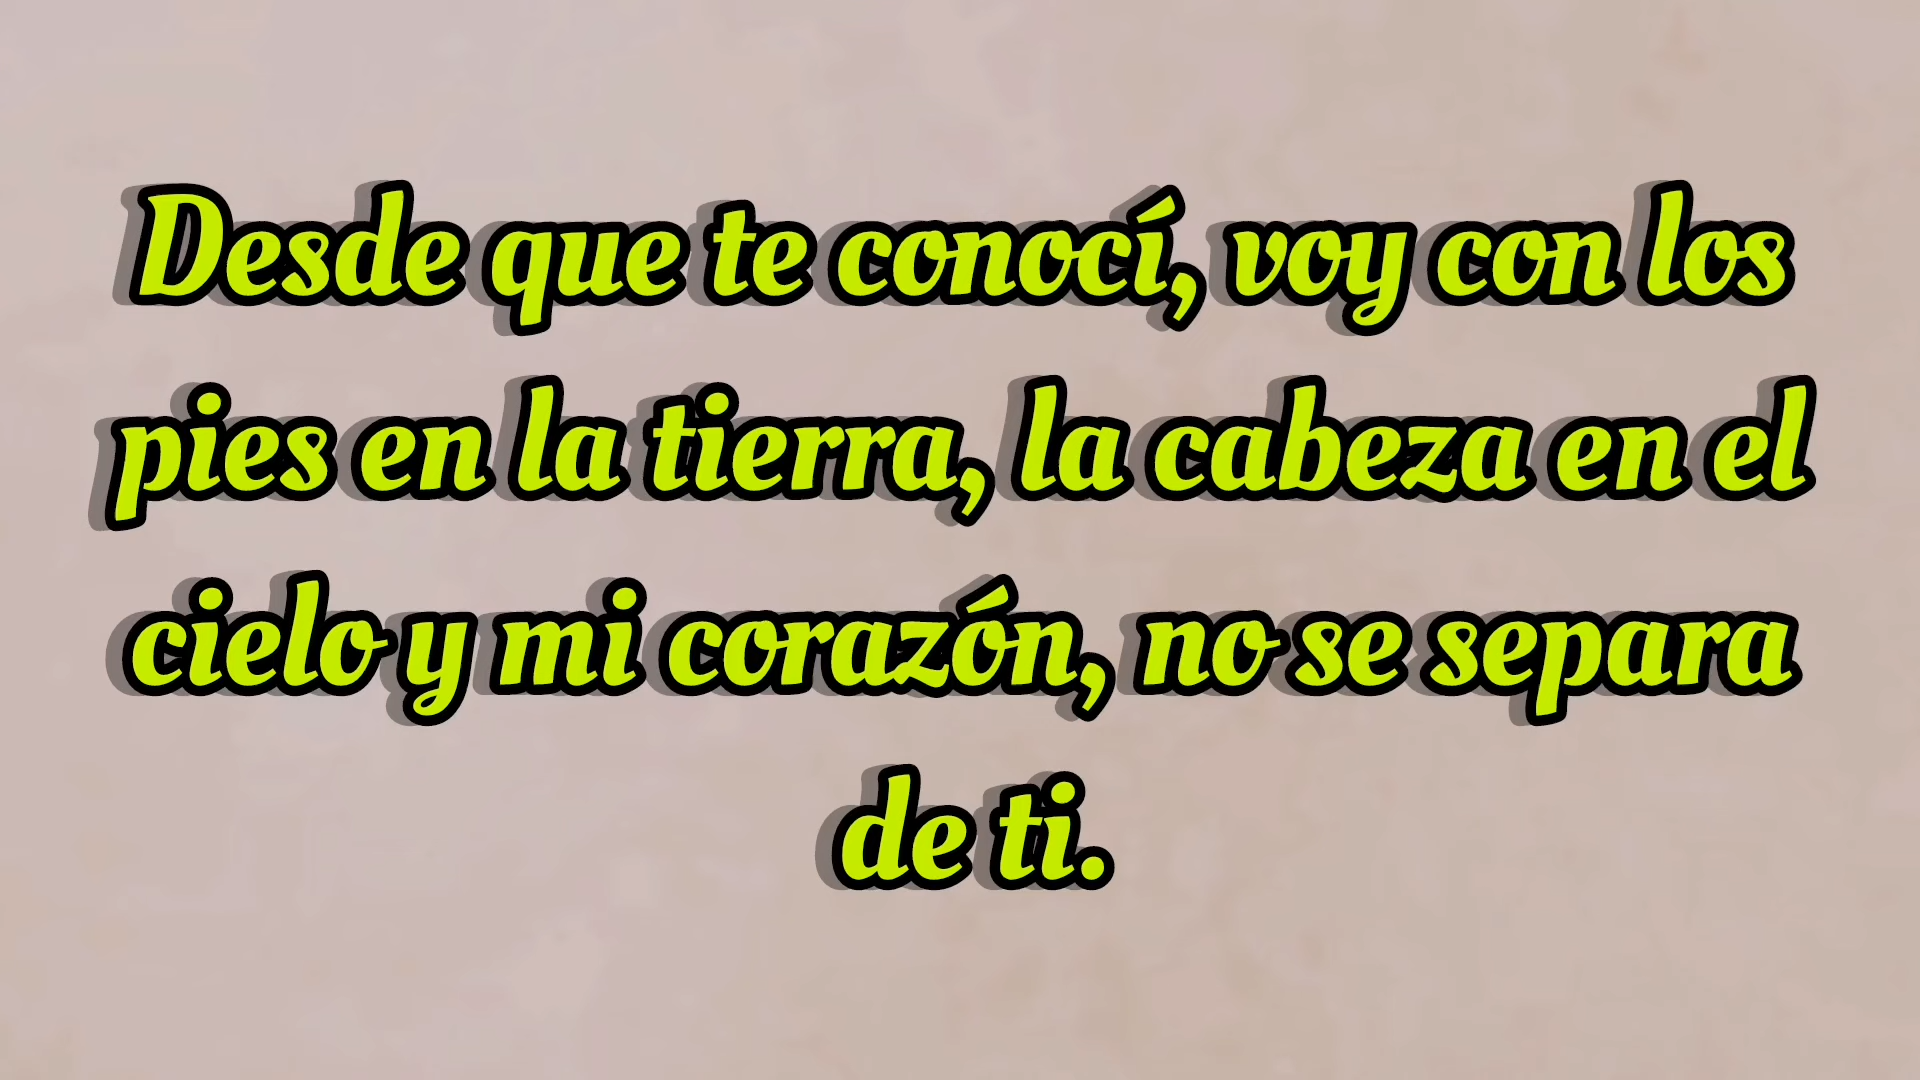 Desde que te conocí, voy con los
pies en la tierra, la cabeza en el
cielo y mi corazón, no se separa
de ti.